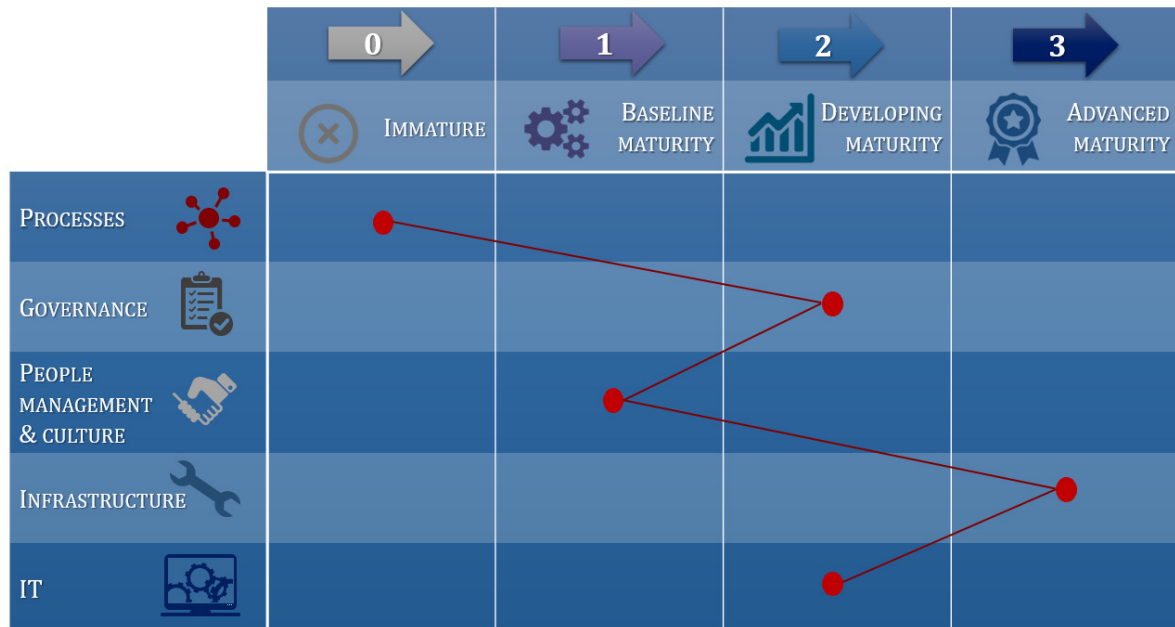 0
1
2
3
IMMATURE
BASELINE
MATURITY
DEVELOPING
MATURITY
ADVANCED
MATURITY
PROCESSES
GOVERNANCE
PEOPLE
MANAGEMENT
& CULTURE
INFRASTRUCTURE
IT